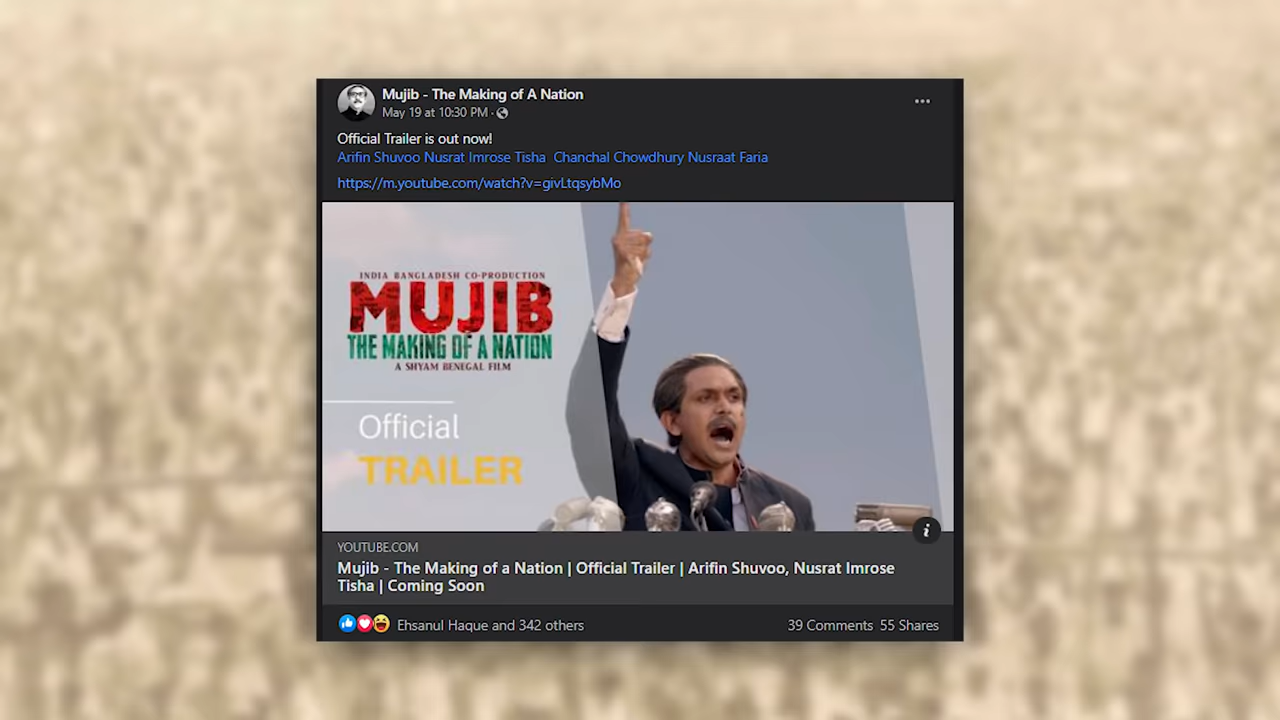 Mujib - The Making of A Nation
May 19 at 10:30 PM ·
Official Trailer is out now!
Arifin Shuvoo Nusrat Imrose Tisha Chanchal Chowdhury Nusraat Faria
https://m.youtube.com/watch?v=givLtqsybMo
INDIA BANGLADESH CO-PRODUCTION
MUJIB
THE MAKING OF A NATION
A SHYAM BENEGAL FILM
Official
TRAILER
YOUTUBE.COM
Mujib - The Making of a Nation | Official Trailer | Arifin Shuvoo, Nusrat Imrose
Tisha | Coming Soon
Ehsanul Haque and 342 others 39 Comments 55 Shares